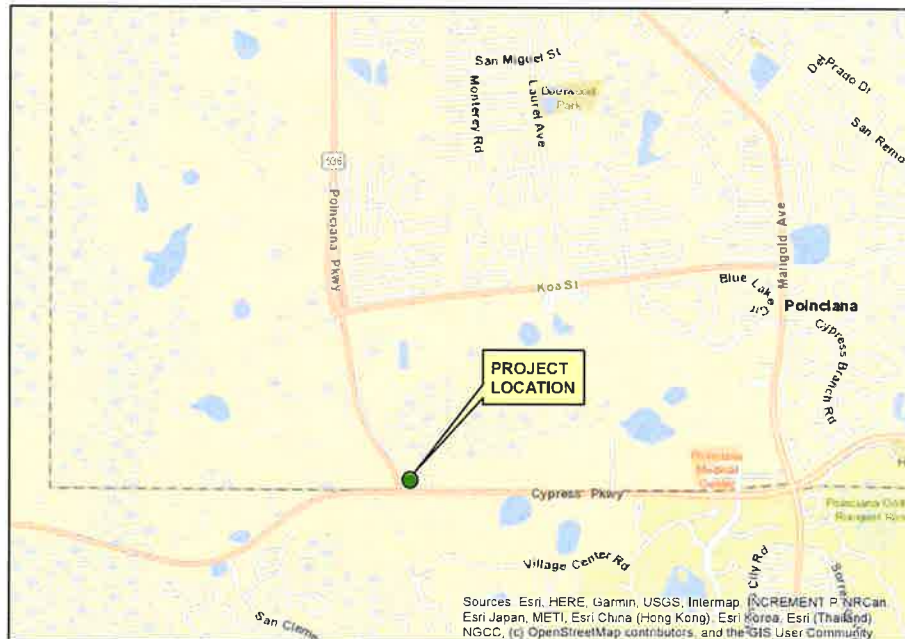 San Miguel St
Monterey Rd
Laurel Ave
Park
Del Prado Dr
San Remo
Poinciana Pkwy
Marigold Ave
Koa St
Blue Lake Cir
Poinciana
Cypress Branch Rd
PROJECT
LOCATION
Poinciana
Medical
Center
Cypress Pkwy
Village Center Rd
City Rd
San Cleme
Sources: Esri, HERE, Garmin, USGS, Intermap, INCREMENT P, NRCan,
Esri Japan, METI, Esri China (Hong Kong), Esri Korea, Esri (Thailand),
NGCC, (c) OpenStreetMap contributors, and the GIS User Community